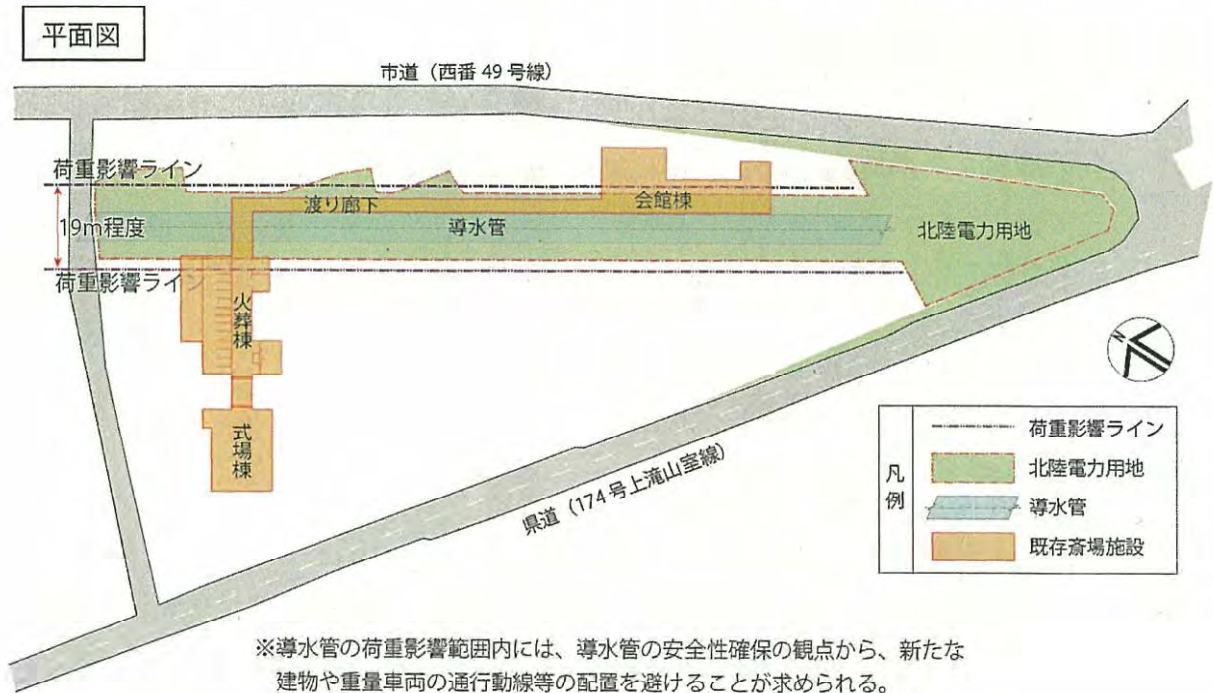 平面図
市道（西番 49 号線）
荷重影響ライン
渡り廊下
会館棟
19m程度
導水管
北陸電力用地
荷重影響ライン
火葬棟
式場棟
県道（174 号上滝山室線）
N
凡例
荷重影響ライン
北陸電力用地
導水管
既存斎場施設
※導水管の荷重影響範囲内には、導水管の安全性確保の観点から、新たな
建物や重量車両の通行動線等の配置を避けることが求められる。